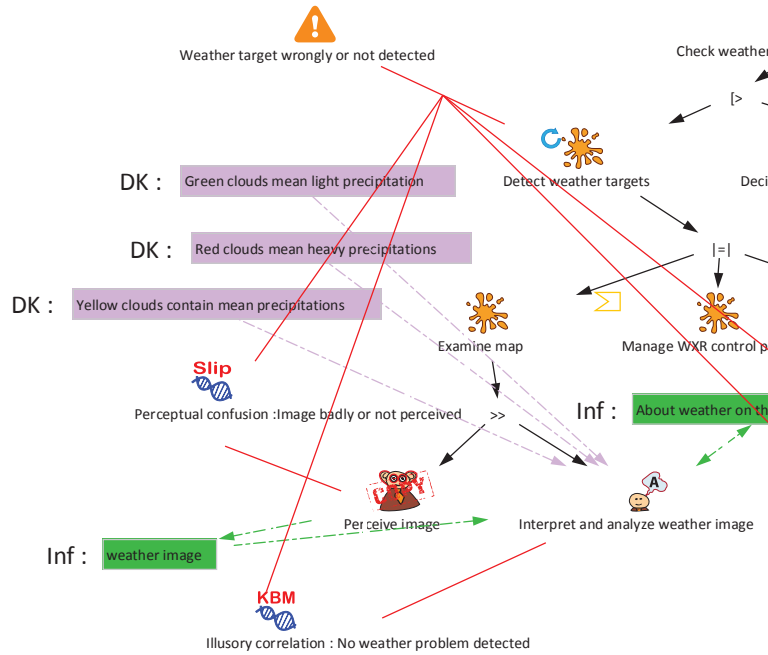 Weather target wrongly or not detected
Check weather
[>
Detect weather targets
Deci
DK : Green clouds mean light precipitation
DK : Red clouds mean heavy precipitations
|=|
DK : Yellow clouds contain mean precipitations
Examine map
Manage WXR control p
Slip
Perceptual confusion :Image badly or not perceived
>>
Inf : About weather on th
COPY
A
Perceive image
Interpret and analyze weather image
Inf : weather image
KBM
Illusory correlation : No weather problem detected